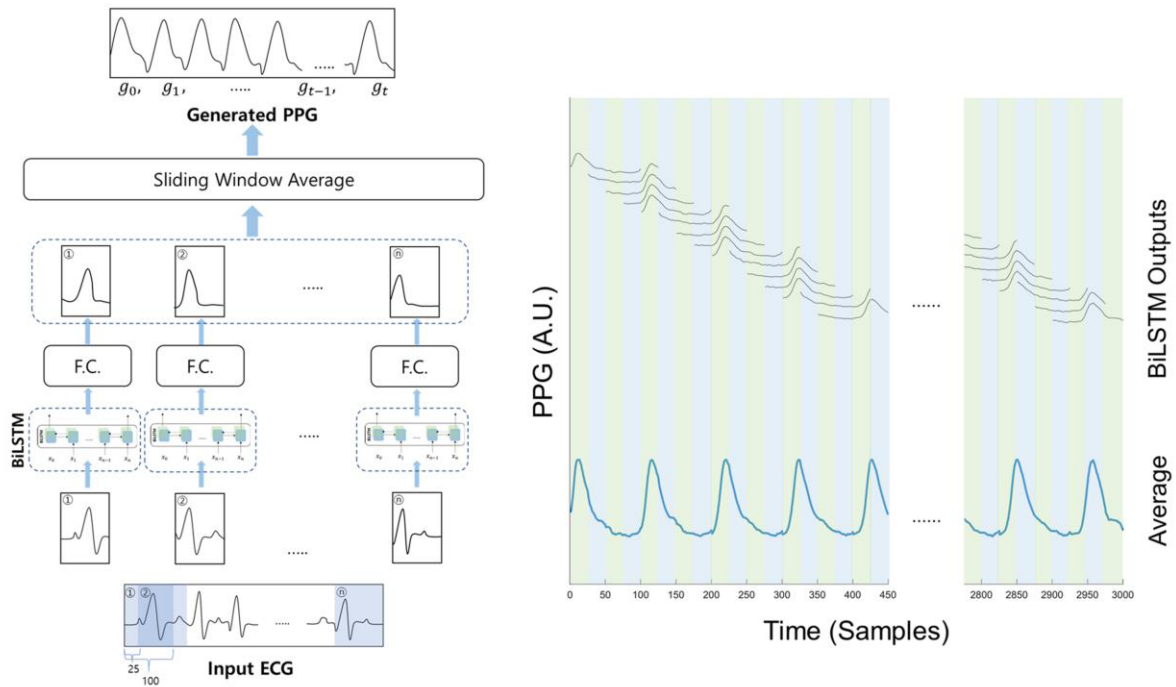 g₀, g₁, ..... gₜ₋₁, gₜ
.....
Generated PPG
Sliding Window Average
① ② ⓝ
.....
F.C. F.C. F.C.
BiLSTM
BiLSTM BiLSTM BiLSTM
..... 
x₀ x₁ xₙ₋₁ xₙ x₀ x₁ xₙ₋₁ xₙ x₀ x₁ xₙ₋₁ xₙ
① ② ⓝ
.....
① ② ⓝ
.....
25
100
Input ECG
PPG (A.U.)
......
......
BiLSTM Outputs
Average
0 50 100 150 200 250 300 350 400 450 2800 2850 2900 2950 3000
Time (Samples)